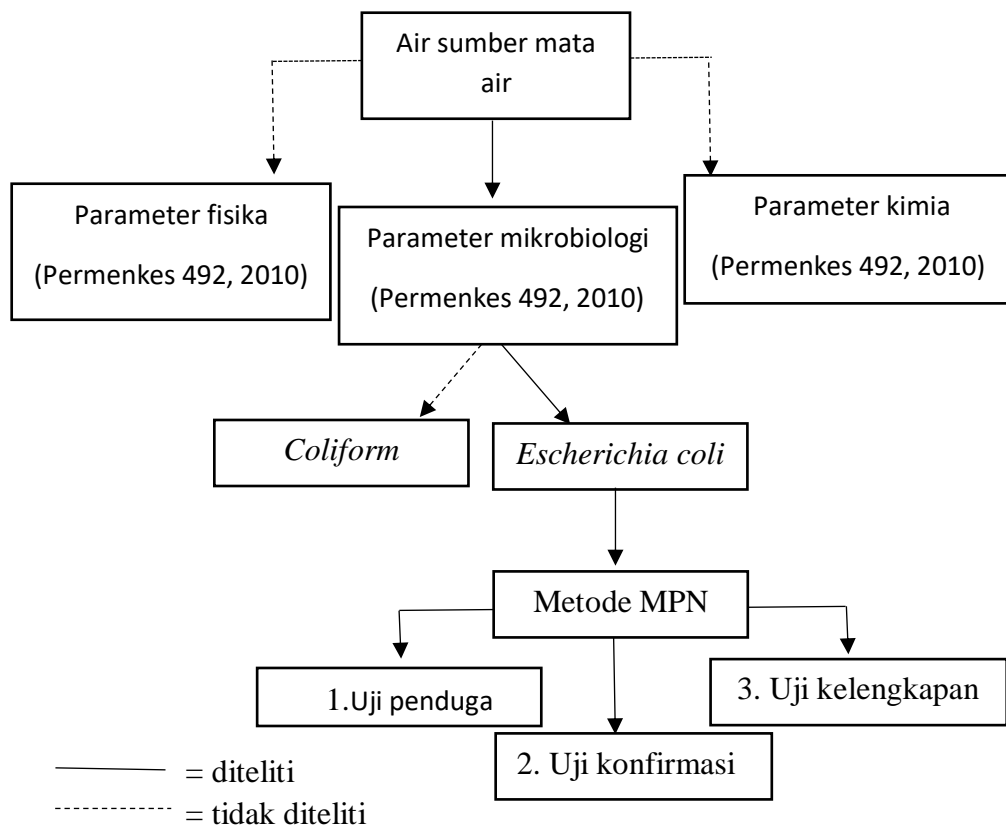 Air sumber mata
air
Parameter fisika
(Permenkes 492, 2010)
Parameter mikrobiologi
(Permenkes 492, 2010)
Parameter kimia
(Permenkes 492, 2010)
Coliform
Escherichia coli
Metode MPN
1.Uji penduga
2. Uji konfirmasi
3. Uji kelengkapan
= diteliti
= tidak diteliti